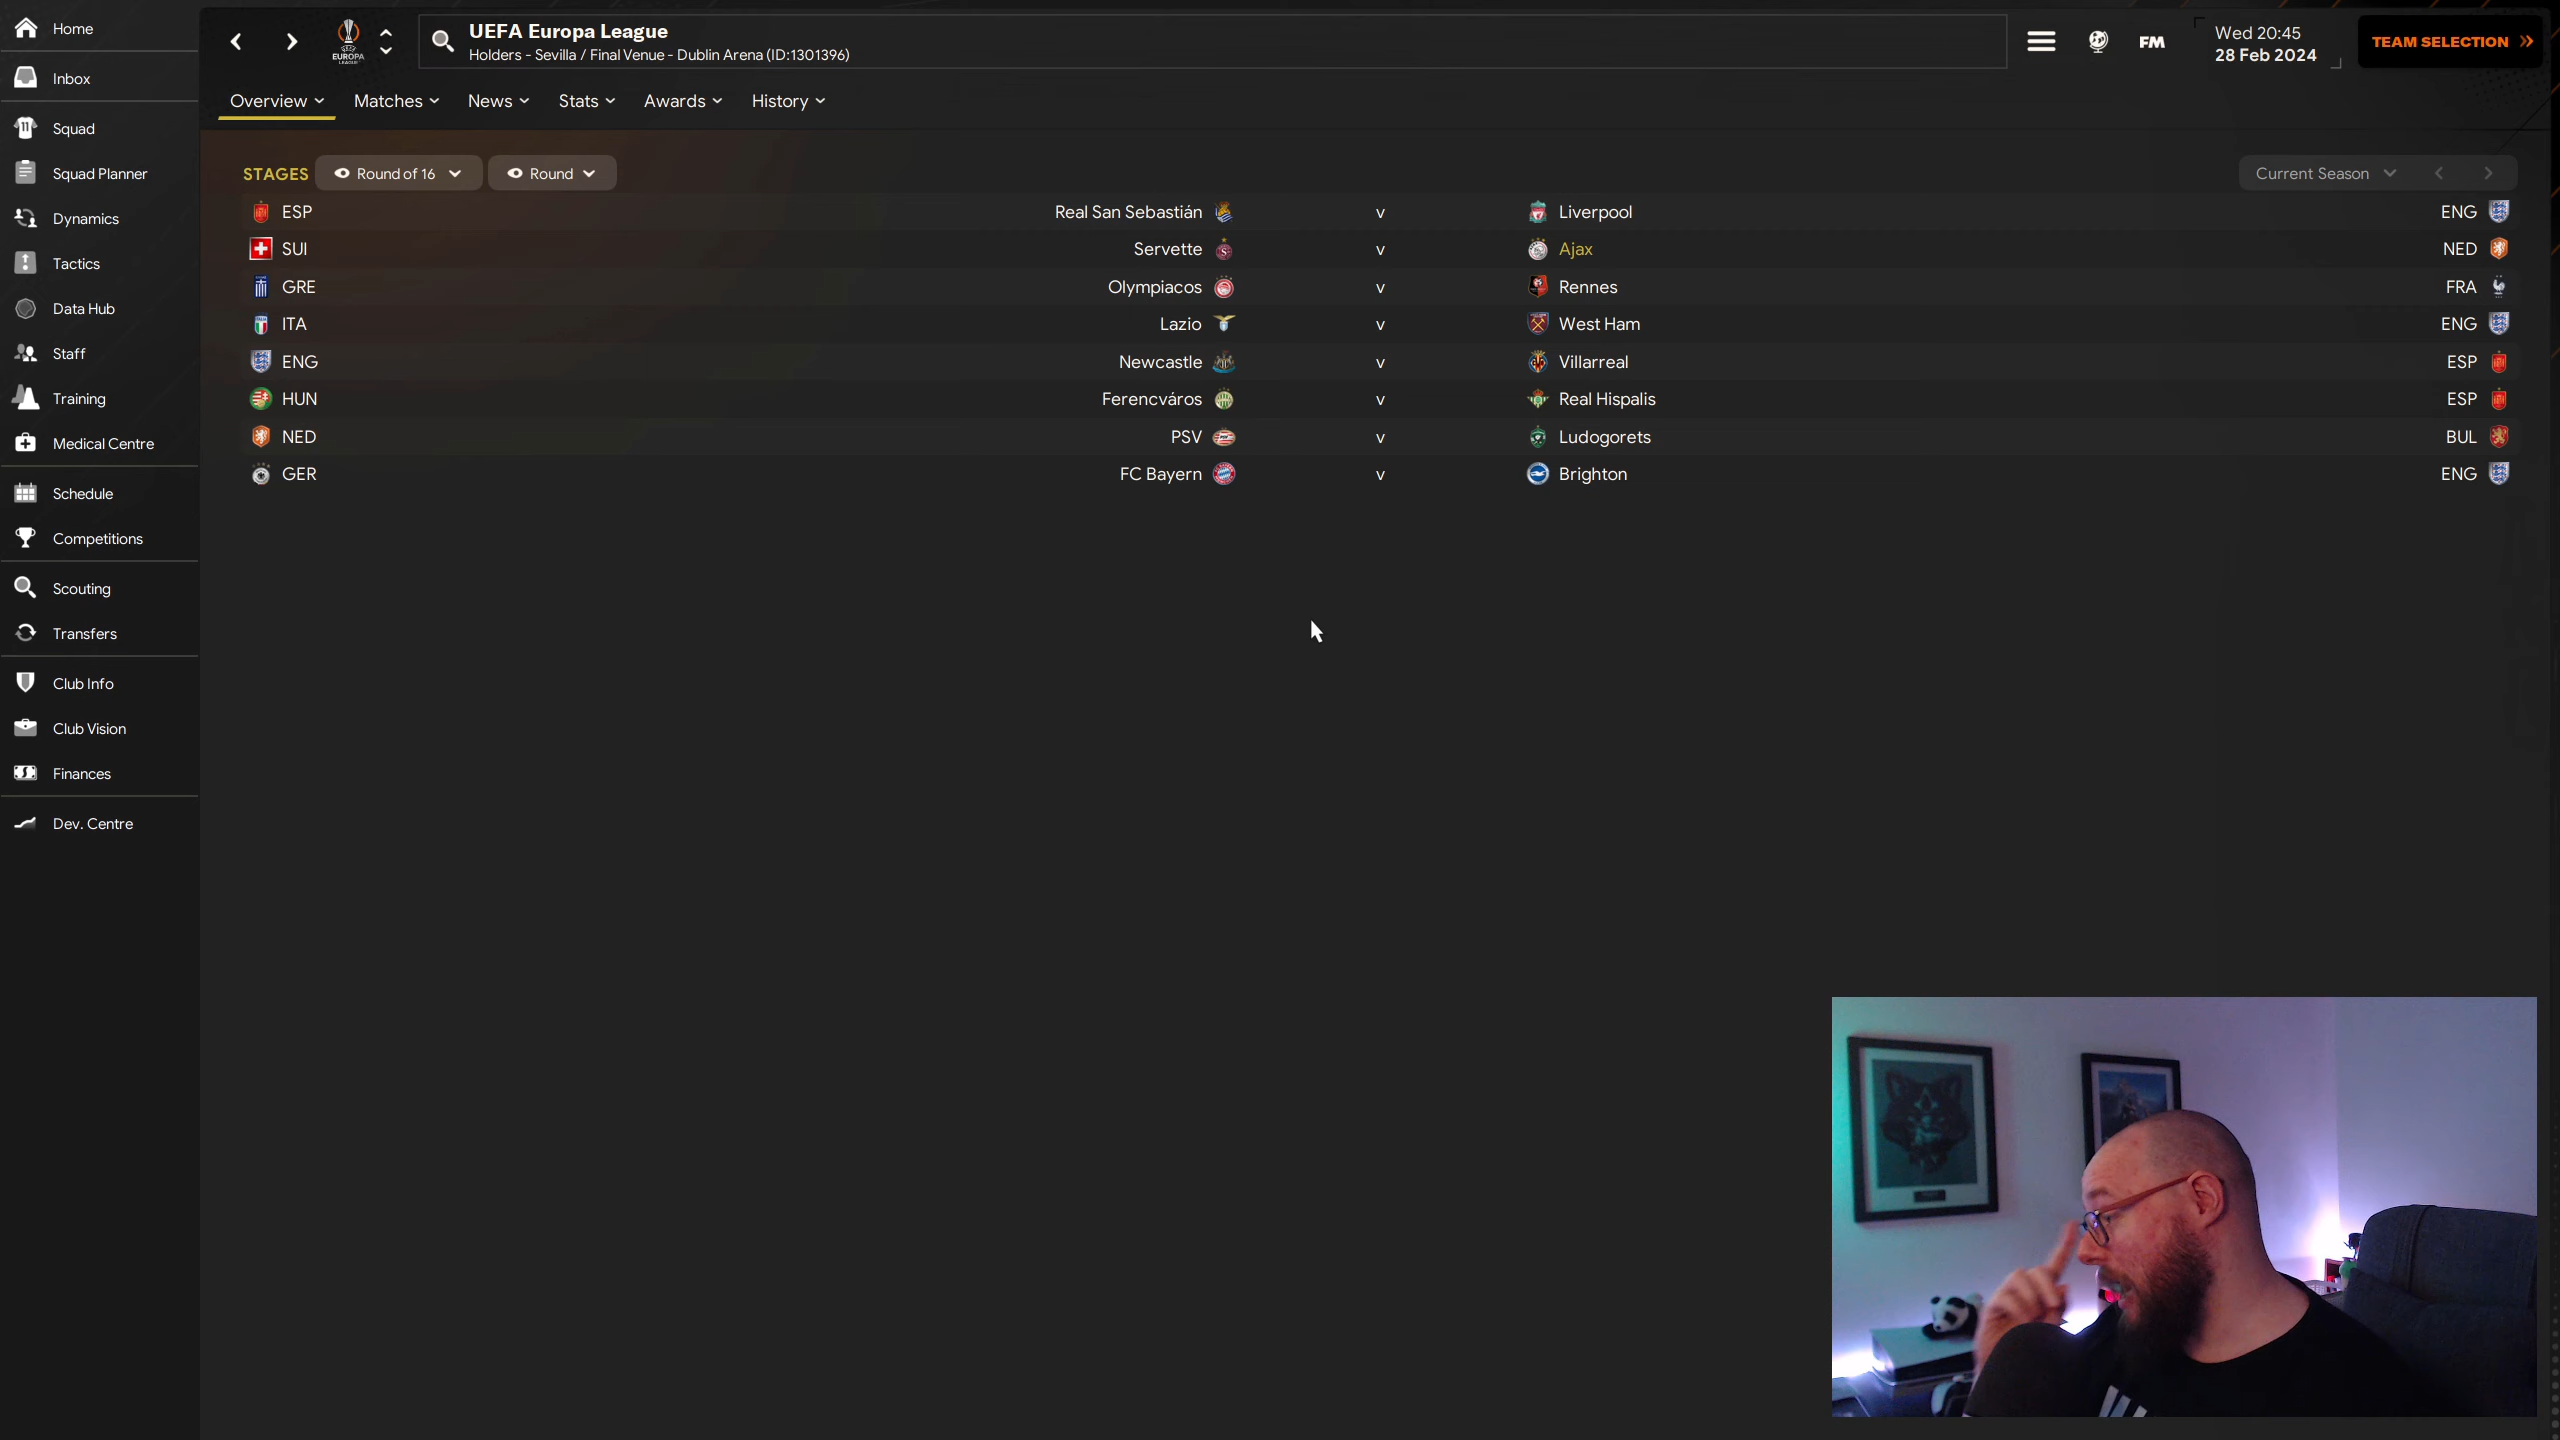 Home
Inbox
Squad
Squad Planner
Dynamics
Tactics
Data Hub
Staff
Training
Medical Centre
Schedule
Competitions
Scouting
Transfers
Club Info
Club Vision
Finances
Dev. Centre
EUROPA
LEAGUE
UEFA Europa League
Holders - Sevilla / Final Venue - Dublin Arena (ID:1301396)
FM
Wed 20:45
28 Feb 2024
TEAM SELECTION
Overview Matches News Stats Awards History
STAGES Round of 16 Round Current Season
ESP Real San Sebastián v Liverpool ENG
SUI Servette v Ajax NED
GRE Olympiacos v Rennes FRA
ITA Lazio v West Ham ENG
ENG Newcastle v Villarreal ESP
HUN Ferencváros v Real Hispalis ESP
NED PSV v Ludogorets BUL
GER FC Bayern v Brighton ENG